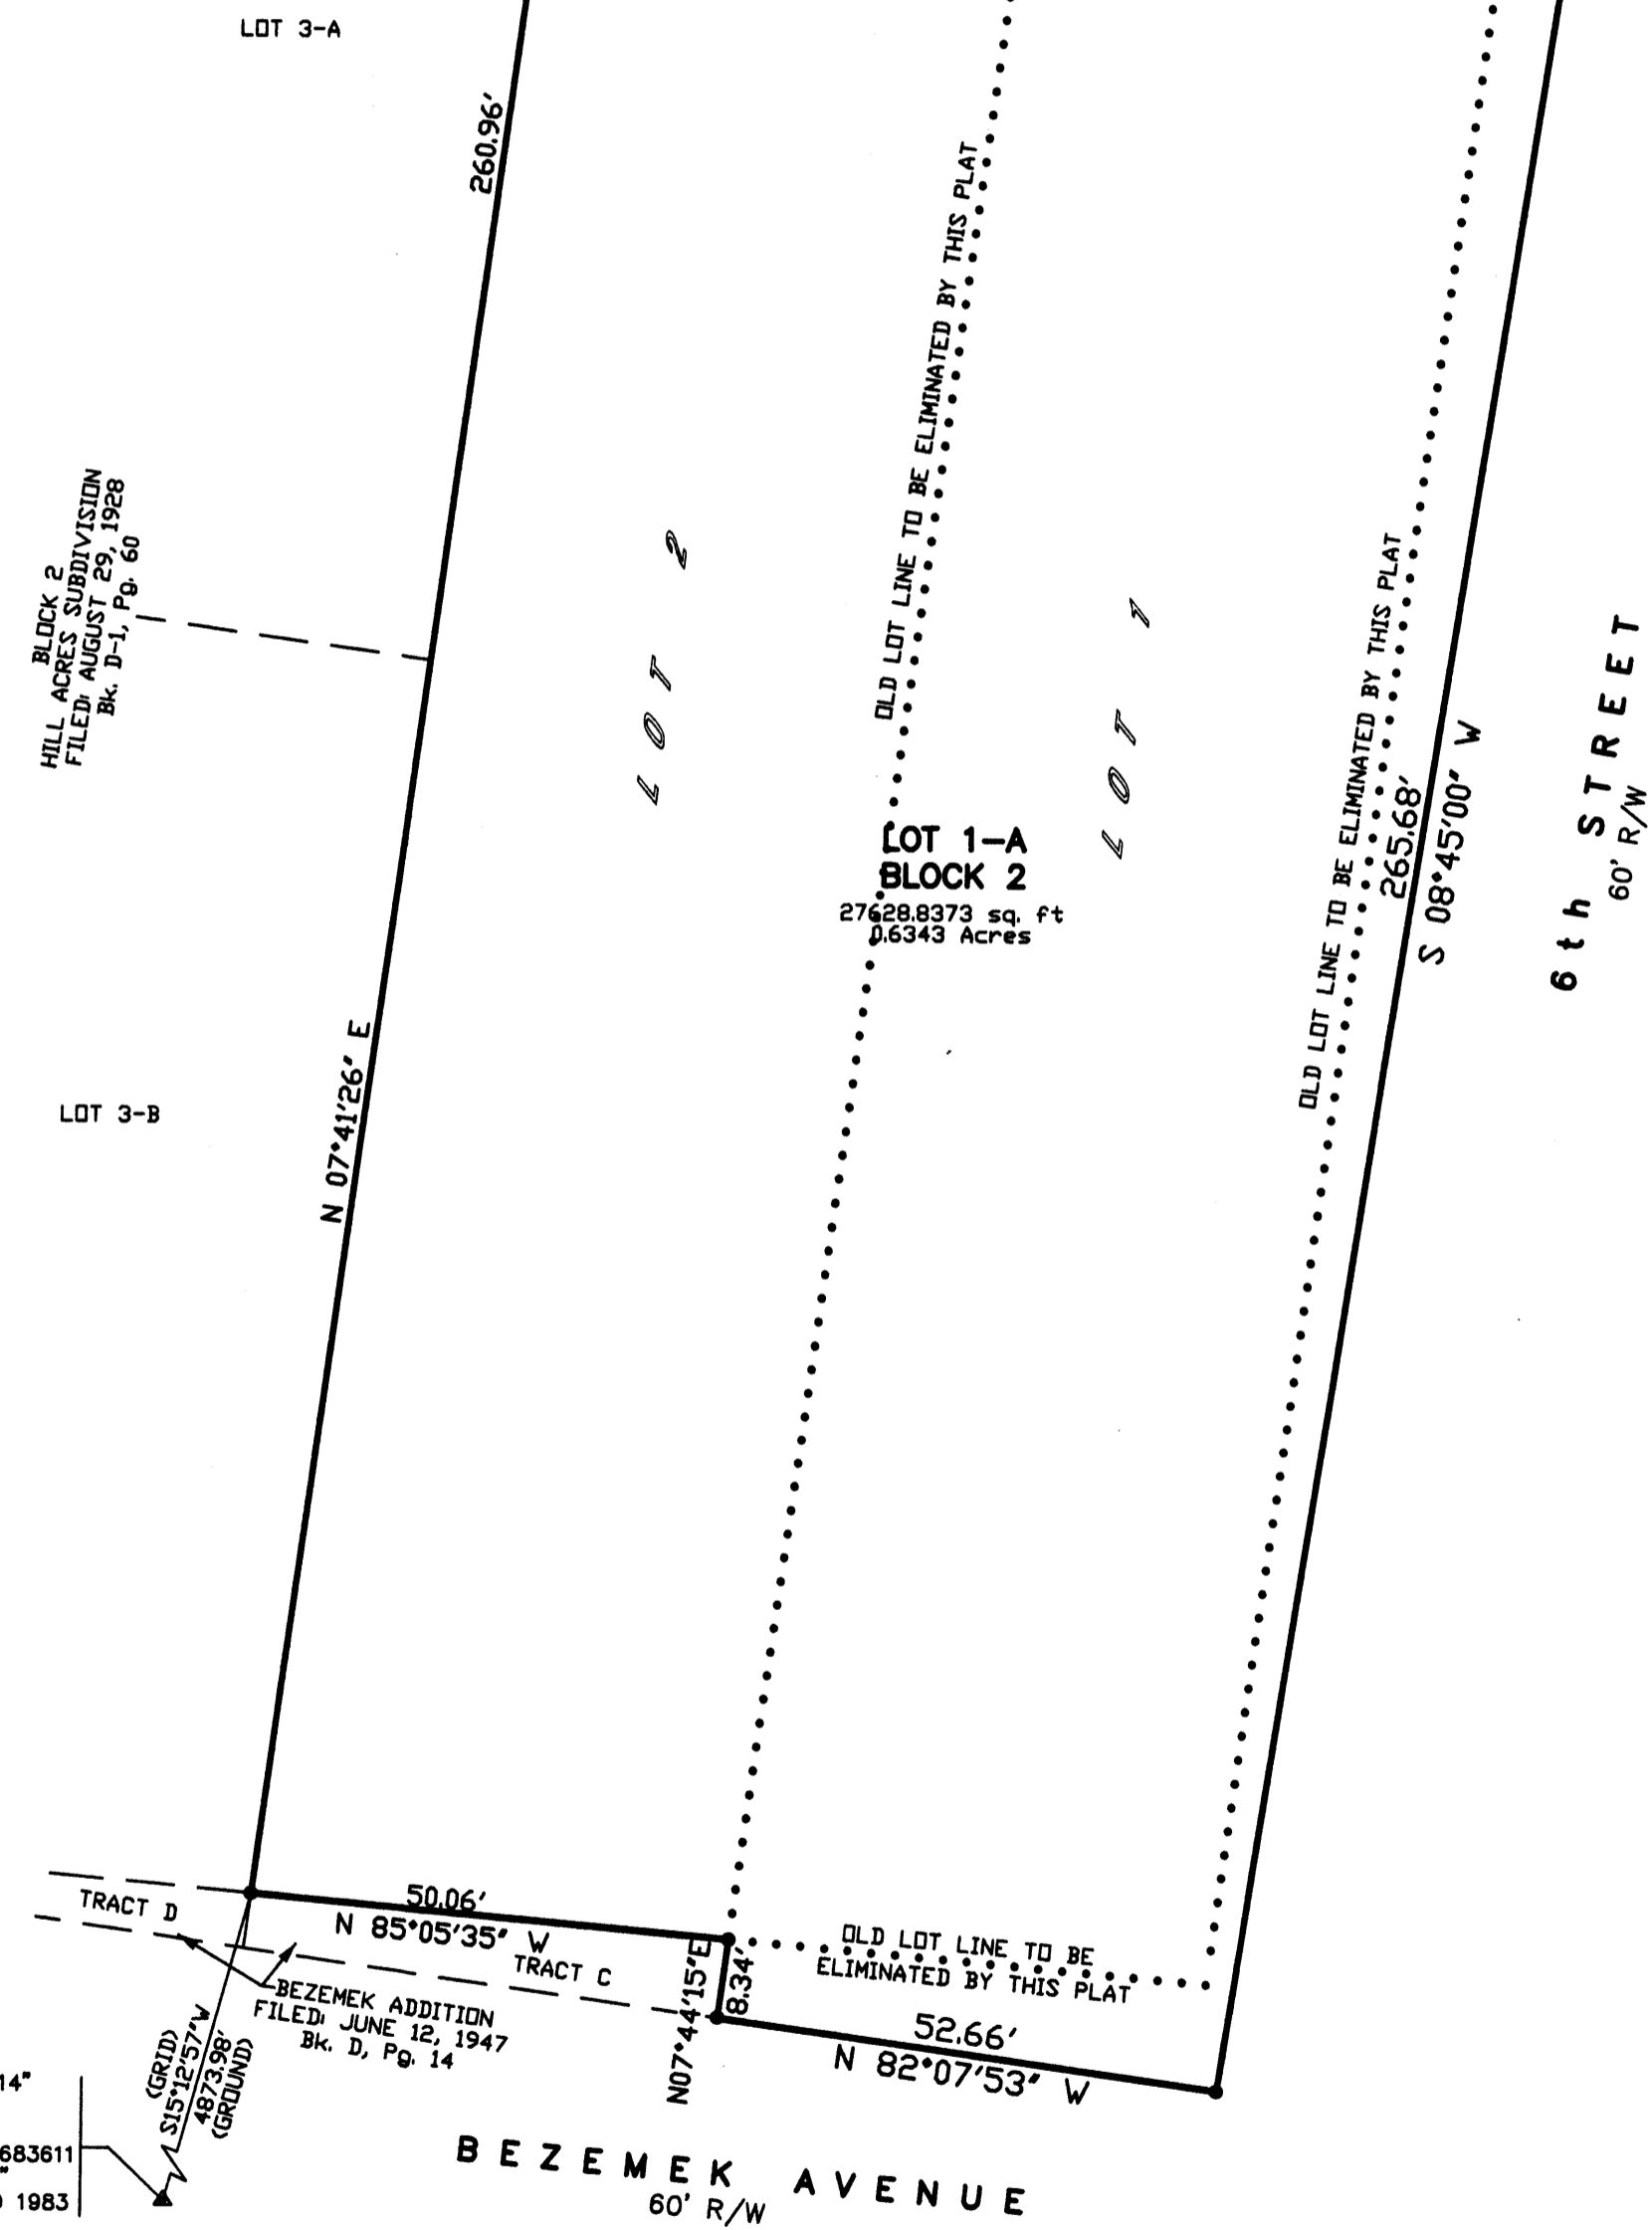 LOT 3-A
260.96'
OLD LOT LINE TO BE ELIMINATED BY THIS PLAT
BLOCK 2
HILL ACRES SUBDIVISION
FILED: AUGUST 29, 1928
Bk. D-1, Pg. 60
LOT 2
LOT 1
OLD LOT LINE TO BE ELIMINATED BY THIS PLAT
265.68'
S 08°45'00" W
6th STREET
60' R/W
LOT 1-A
BLOCK 2
27628.8373 sq. ft
0.6343 Acres
N 07°41'26" E
LOT 3-B
TRACT D
50.06'
N 85°05'35" W
TRACT C
N07°44'15"E
8.34'
OLD LOT LINE TO BE
ELIMINATED BY THIS PLAT
BEZEMEK ADDITION
FILED: JUNE 12, 1947
Bk. D, Pg. 14
52.66'
N 82°07'53" W
(GRID)
S15°12'57"W
4873.98'
(GROUND)
14"
683611
"
1983
BEZEMEK AVENUE
60' R/W